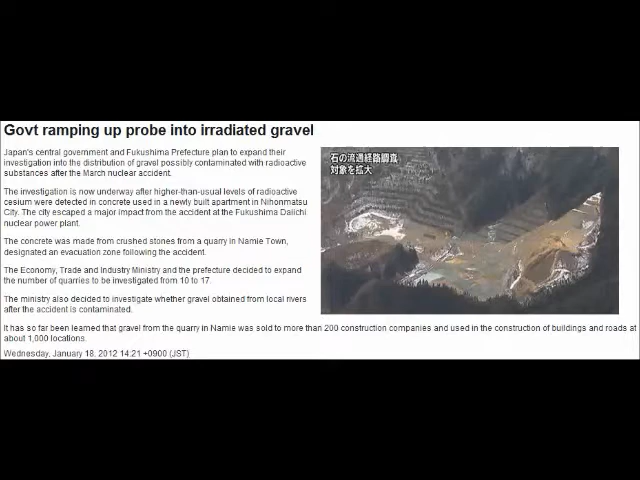 Govt ramping up probe into irradiated gravel
Japan's central government and Fukushima Prefecture plan to expand their
investigation into the distribution of gravel possibly contaminated with radioactive
substances after the March nuclear accident.
The investigation is now underway after higher-than-usual levels of radioactive
cesium were detected in concrete used in a newly built apartment in Nihonmatsu
City. The city escaped a major impact from the accident at the Fukushima Daiichi
nuclear power plant.
The concrete was made from crushed stones from a quarry in Namie Town,
designated an evacuation zone following the accident.
The Economy, Trade and Industry Ministry and the prefecture decided to expand
the number of quarries to be investigated from 10 to 17.
The ministry also decided to investigate whether gravel obtained from local rivers
after the accident is contaminated.
石の流通経路調査
対象を拡大
It has so far been learned that gravel from the quarry in Namie was sold to more than 200 construction companies and used in the construction of buildings and roads at
about 1,000 locations.
Wednesday, January 18, 2012 14:21 +0900 (JST)